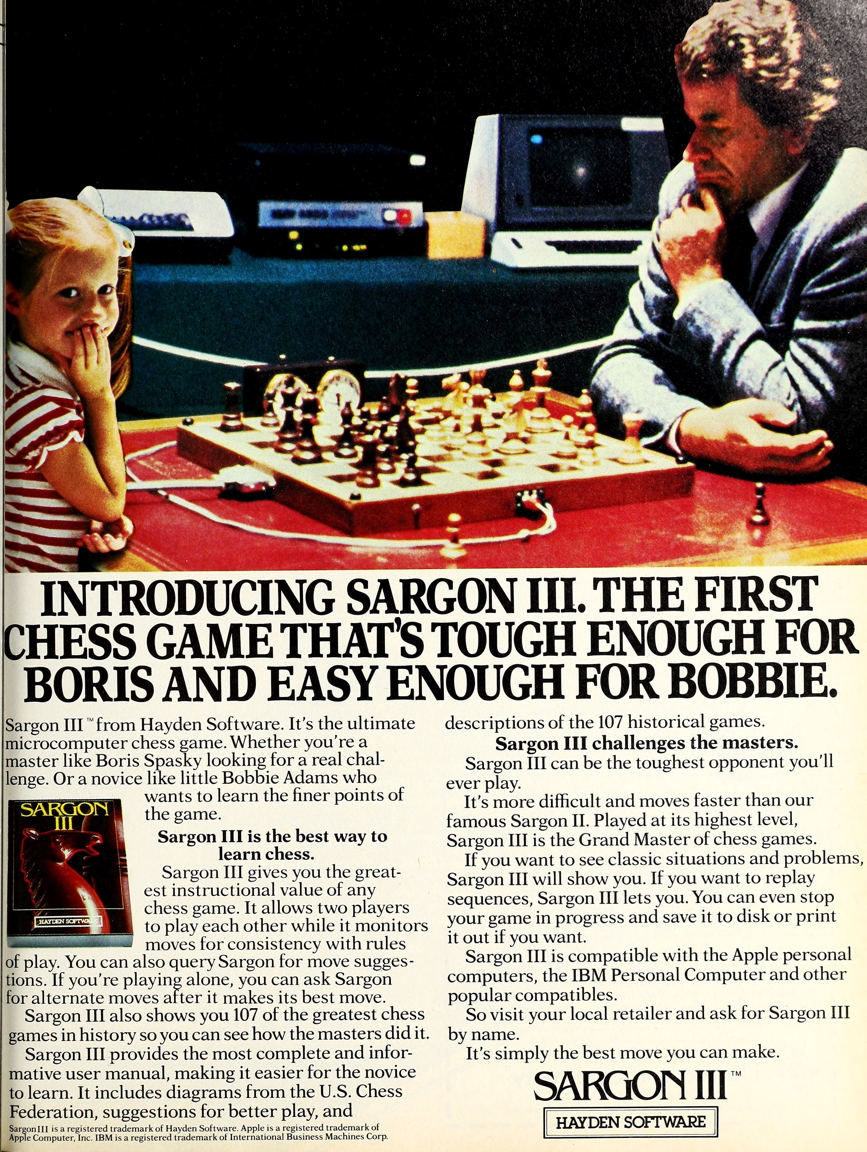 INTRODUCING SARGON III. THE FIRST
CHESS GAME THAT'S TOUGH ENOUGH FOR
BORIS AND EASY ENOUGH FOR BOBBIE.
Sargon III™ from Hayden Software. It's the ultimate
microcomputer chess game. Whether you're a
master like Boris Spasky looking for a real chal-
lenge. Or a novice like little Bobbie Adams who
wants to learn the finer points of
the game.
SARGON
III
HAYDEN SOFTWARE
Sargon III is the best way to
learn chess.
Sargon III gives you the great-
est instructional value of any
chess game. It allows two players
to play each other while it monitors
moves for consistency with rules
of play. You can also query Sargon for move sugges-
tions. If you're playing alone, you can ask Sargon
for alternate moves after it makes its best move.
Sargon III also shows you 107 of the greatest chess
games in history so you can see how the masters did it.
Sargon III provides the most complete and infor-
mative user manual, making it easier for the novice
to learn. It includes diagrams from the U.S. Chess
Federation, suggestions for better play, and
descriptions of the 107 historical games.
Sargon III challenges the masters.
Sargon III can be the toughest opponent you'll
ever play.
It's more difficult and moves faster than our
famous Sargon II. Played at its highest level,
Sargon III is the Grand Master of chess games.
If you want to see classic situations and problems,
Sargon III will show you. If you want to replay
sequences, Sargon III lets you. You can even stop
your game in progress and save it to disk or print
it out if you want.
Sargon III is compatible with the Apple personal
computers, the IBM Personal Computer and other
popular compatibles.
So visit your local retailer and ask for Sargon III
by name.
It's simply the best move you can make.
SARGON III™
HAYDEN SOFTWARE
Sargon III is a registered trademark of Hayden Software. Apple is a registered trademark of
Apple Computer, Inc. IBM is a registered trademark of International Business Machines Corp.